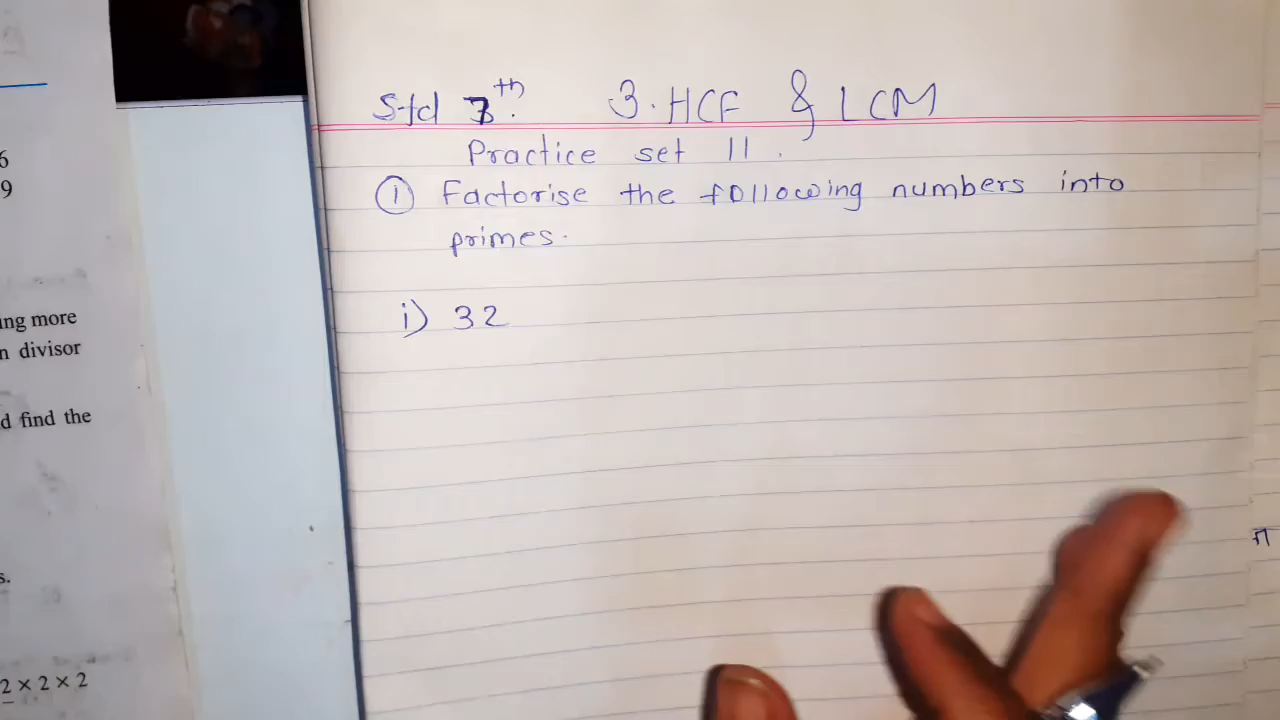 6
9
ing more
n divisor
d find the
s.
2 × 2 × 2
Std 7th. 3. HCF & LCM
Practice set 11.
① Factorise the following numbers into
primes.
i) 32